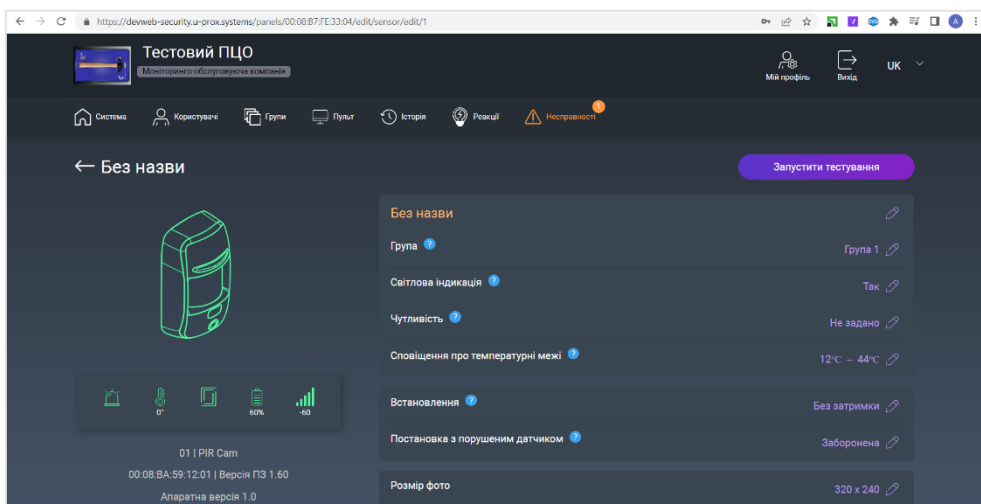 https://devweb-security.u-prox.systems/panels/00:08:B7:FE:33:04/edit/sensor/edit/1
Тестовий ПЦО
Моніторинго-обслуговуюча компанія
Мій профіль
Вихід
UK
Система
Користувачі
Групи
Пульт
Історія
Реакції
Несправності
1
Без назви
Запустити тестування
Без назви
Група ?
Група 1
Світлова індикація ?
Так
Чутливість ?
Не задано
Сповіщення про температурні межі ?
12°C – 44°C
Встановлення ?
Без затримки
Постановка з порушеним датчиком ?
Заборонена
Розмір фото
320 x 240
0°
60%
-60
01 | PIR Cam
00:08:BA:59:12:01 | Версія ПЗ 1.60
Апаратна версія 1.0